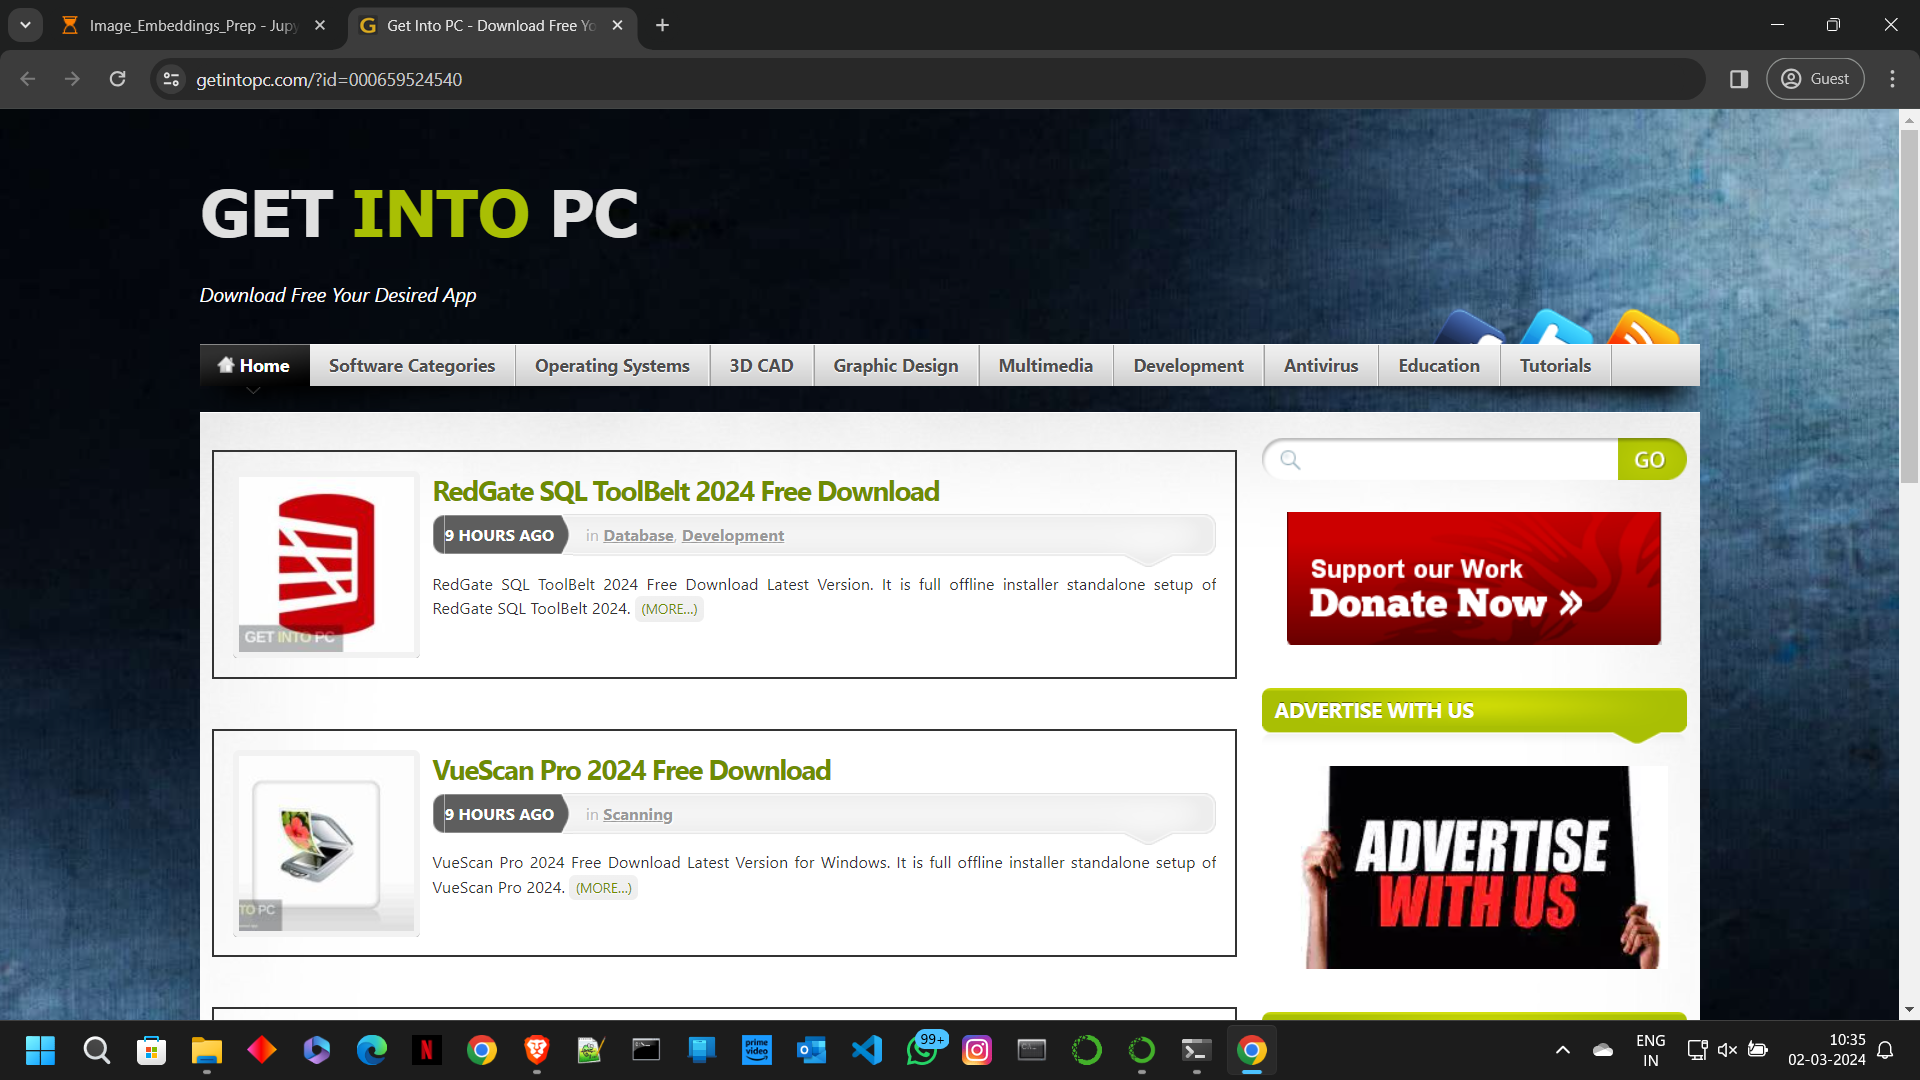 Image_Embeddings_Prep - Jupy
Get Into PC - Download Free Yo
getintopc.com/?id=000659524540
Guest
GET INTO PC
Download Free Your Desired App
Home
Software Categories
Operating Systems
3D CAD
Graphic Design
Multimedia
Development
Antivirus
Education
Tutorials
GO
RedGate SQL ToolBelt 2024 Free Download
9 HOURS AGO
in Database, Development
RedGate SQL ToolBelt 2024 Free Download Latest Version. It is full offline installer standalone setup of
RedGate SQL ToolBelt 2024. (MORE...)
GET INTO PC
Support our Work
Donate Now »
ADVERTISE WITH US
VueScan Pro 2024 Free Download
9 HOURS AGO
in Scanning
VueScan Pro 2024 Free Download Latest Version for Windows. It is full offline installer standalone setup of
VueScan Pro 2024. (MORE...)
TO PC
ADVERTISE
WITH US
prime
video
99+
ENG
IN
10:35
02-03-2024